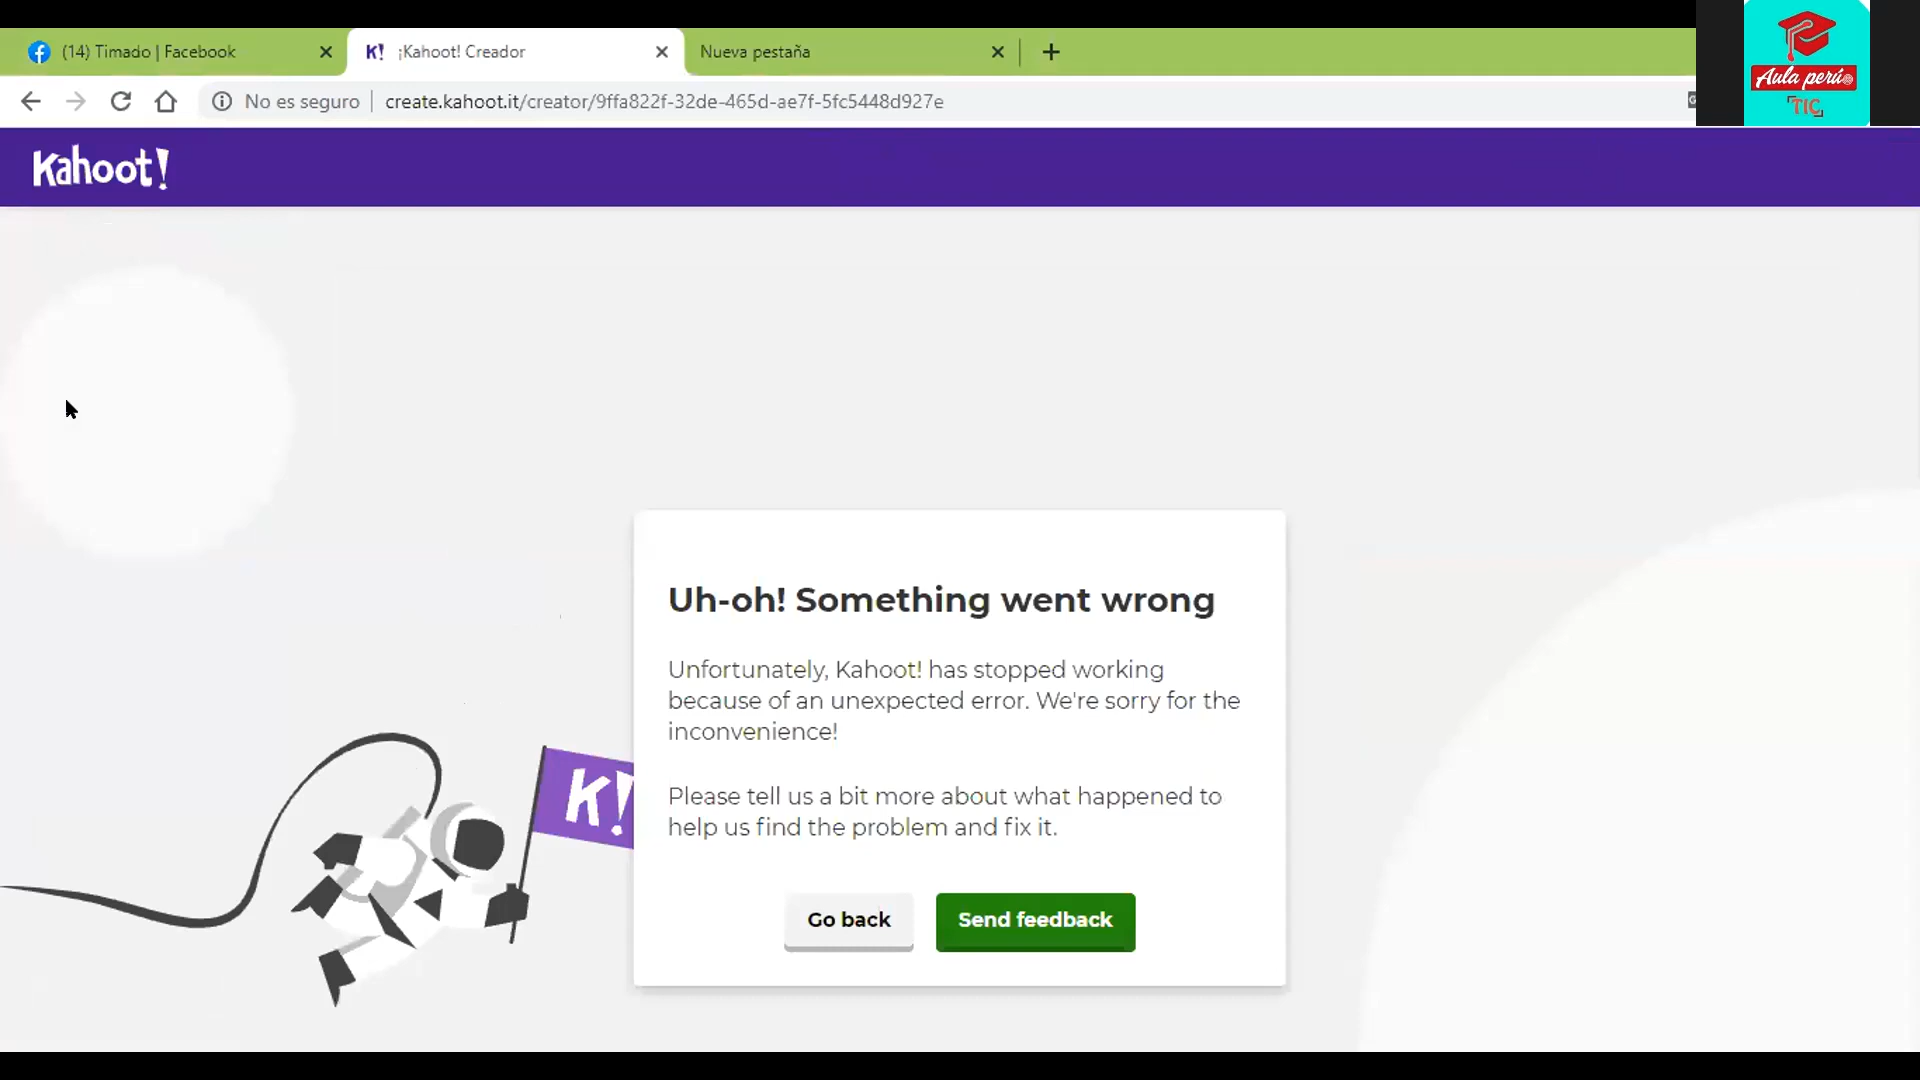 (14) Timado | Facebook
K! ¡Kahoot! Creador
Nueva pestaña
No es seguro
create.kahoot.it/creator/9ffa822f-32de-465d-ae7f-5fc5448d927e
Aula perú
TIC
Kahoot!
Uh-oh! Something went wrong
Unfortunately, Kahoot! has stopped working
because of an unexpected error. We're sorry for the
inconvenience!
Please tell us a bit more about what happened to
help us find the problem and fix it.
K!
Go back
Send feedback